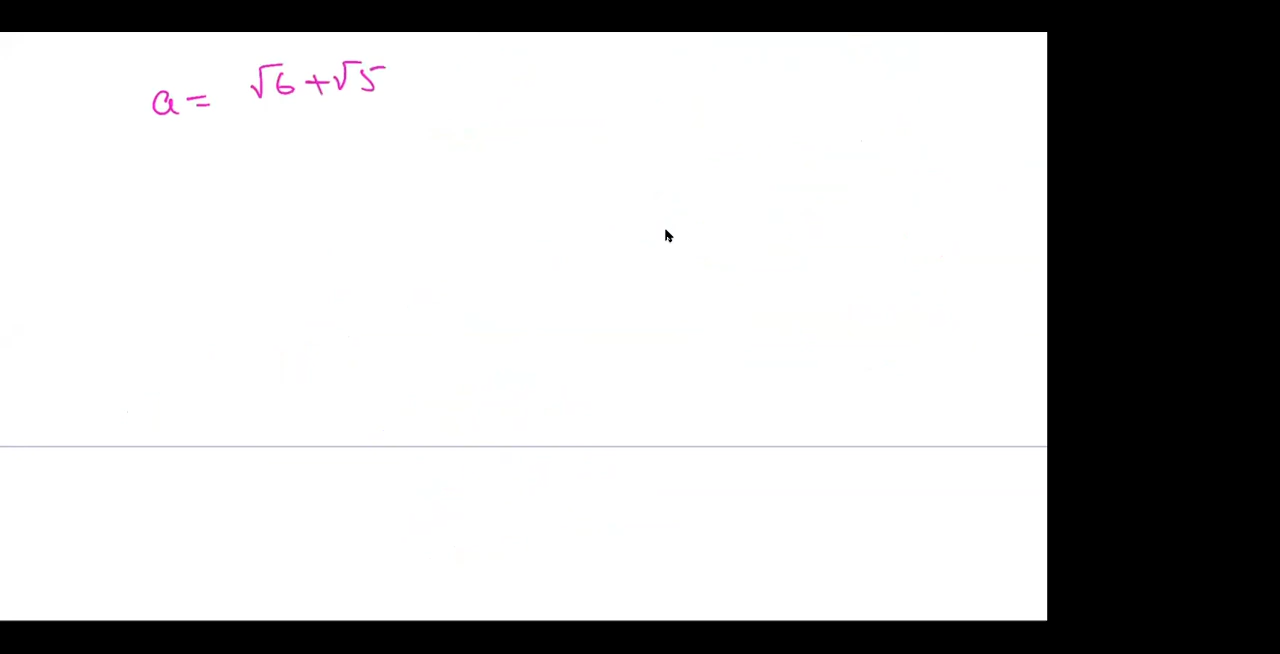 a = √6 + √5